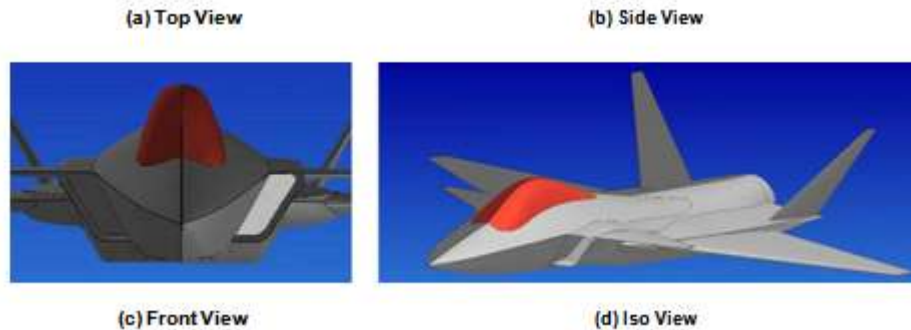 (a) Top View
(b) Side View
(c) Front View
(d) Iso View